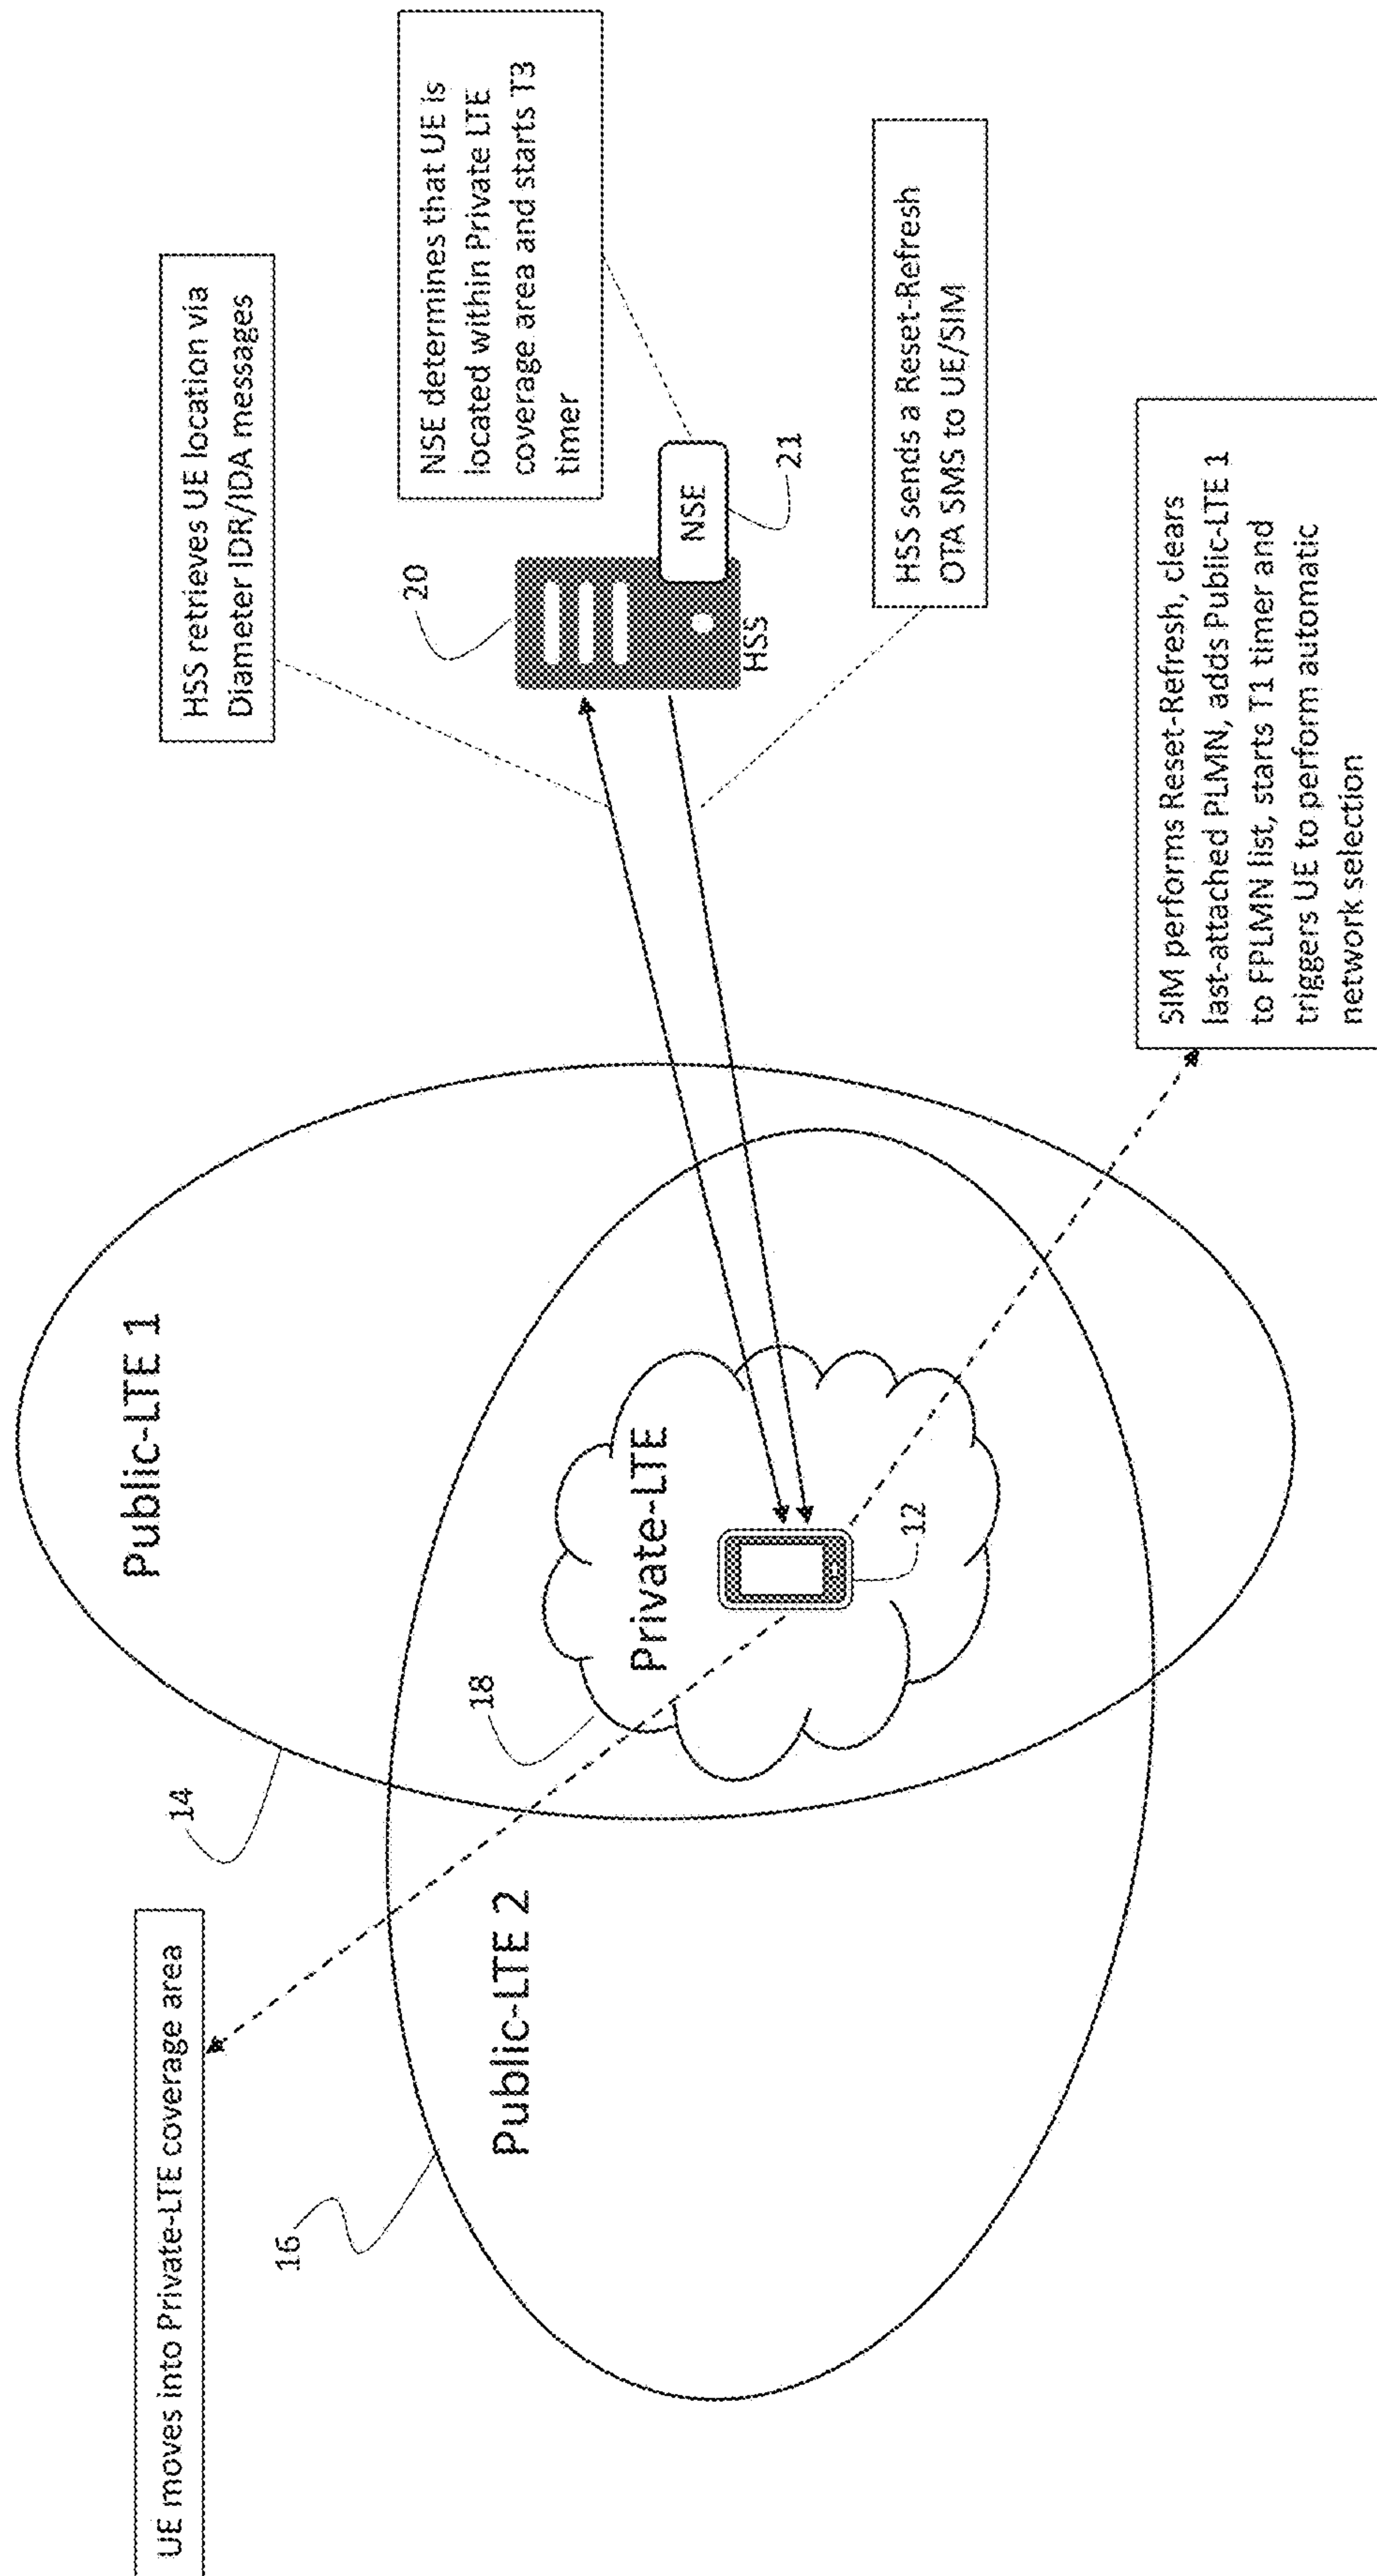 UE moves into Private-LTE coverage area
14
16
Public-LTE 1
Public-LTE 2
18
Private-LTE
12
HSS retrieves UE location via
Diameter IDR/IDA messages
20
HSS
NSE
21
NSE determines that UE is
located within Private LTE
coverage area and starts T3
timer
HSS sends a Reset-Refresh
OTA SMS to UE/SIM
SIM performs Reset-Refresh, clears
last-attached PLMN, adds Public-LTE 1
to FPLMN list, starts T1 timer and
triggers UE to perform automatic
network selection